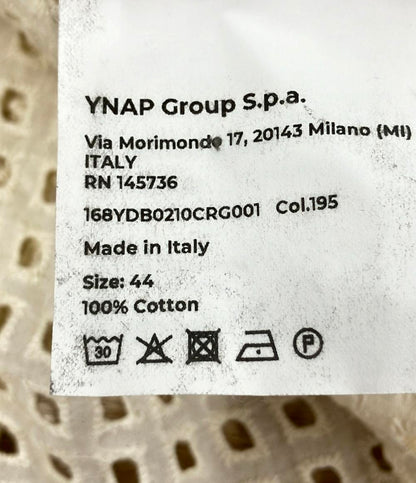 YNAP Group S.p.a.
Via Morimondo 17, 20143 Milano (MI)
ITALY
RN 145736
168YDB0210CRG001 Col.195
Made in Italy
Size: 44
100% Cotton
30 P